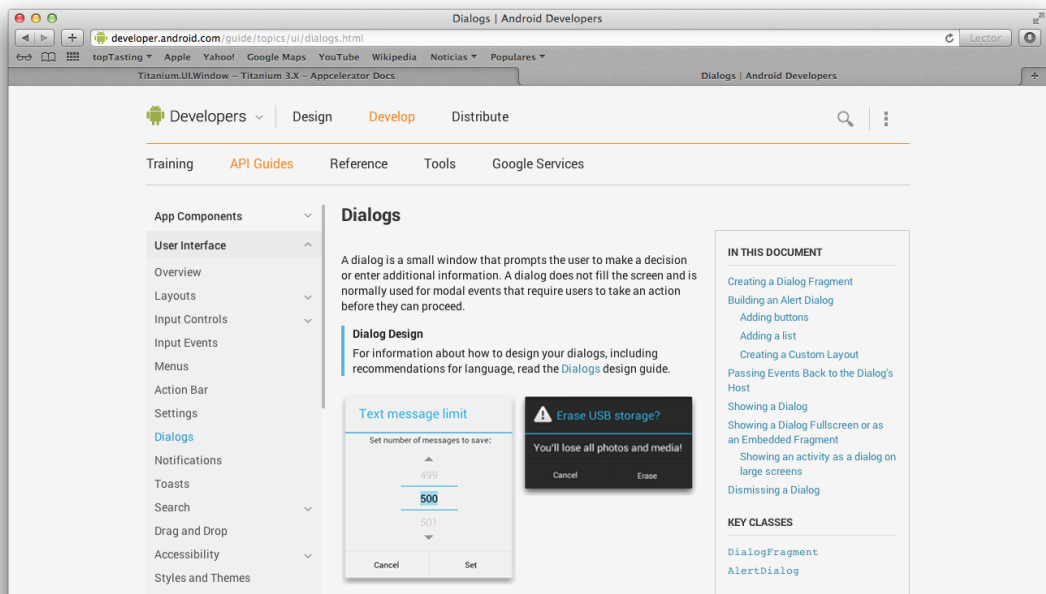 Dialogs | Android Developers
developer.android.com/guide/topics/ui/dialogs.html
Lector
topTasting Apple Yahoo! Google Maps YouTube Wikipedia Noticias Populares
Titanium.UI.Window - Titanium 3.X - Appcelerator Docs
Dialogs | Android Developers
Developers Design Develop Distribute
Training API Guides Reference Tools Google Services
App Components
User Interface
Overview
Layouts
Input Controls
Input Events
Menus
Action Bar
Settings
Dialogs
Notifications
Toasts
Search
Drag and Drop
Accessibility
Styles and Themes
Dialogs
A dialog is a small window that prompts the user to make a decision
or enter additional information. A dialog does not fill the screen and is
normally used for modal events that require users to take an action
before they can proceed.
Dialog Design
For information about how to design your dialogs, including
recommendations for language, read the Dialogs design guide.
Text message limit
Set number of messages to save:
499
500
501
Cancel Set
Erase USB storage?
You'll lose all photos and media!
Cancel Erase
IN THIS DOCUMENT
Creating a Dialog Fragment
Building an Alert Dialog
Adding buttons
Adding a list
Creating a Custom Layout
Passing Events Back to the Dialog's
Host
Showing a Dialog
Showing a Dialog Fullscreen or as
an Embedded Fragment
Showing an activity as a dialog on
large screens
Dismissing a Dialog
KEY CLASSES
DialogFragment
AlertDialog